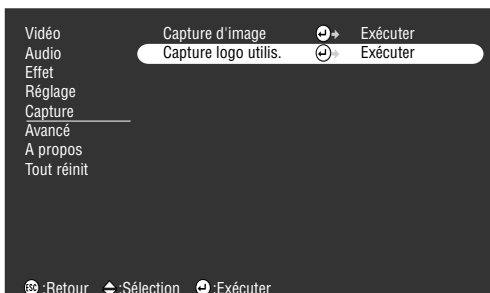 Vidéo Capture d'image Exécuter
Audio Capture logo utilis. Exécuter
Effet
Réglage
Capture
Avancé
A propos
Tout réinit
ESC :Retour :Sélection :Exécuter